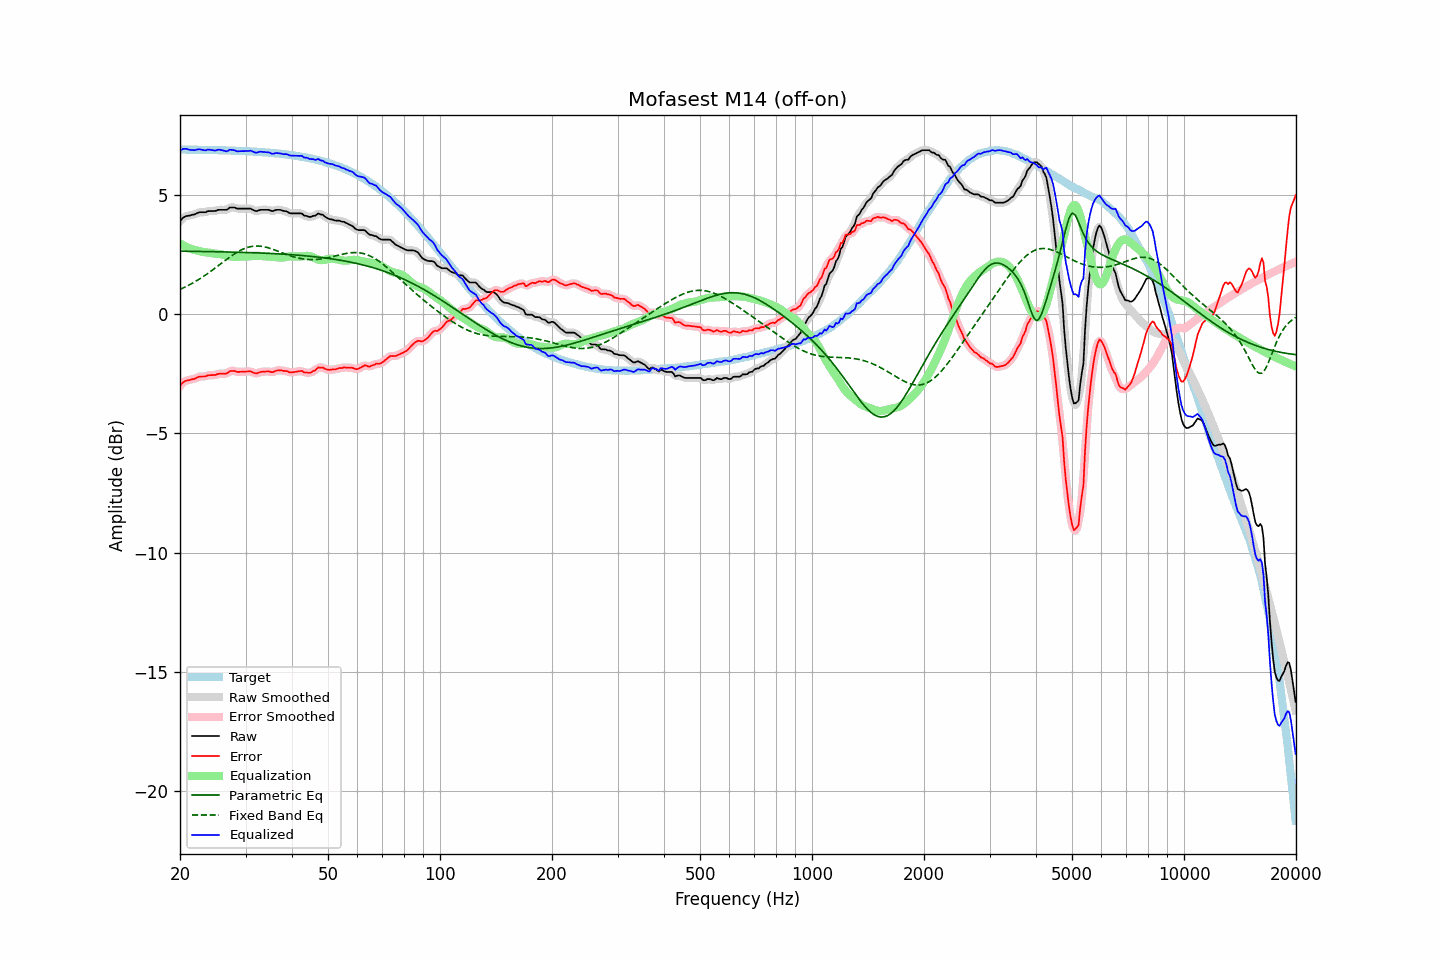 Mofasest M14 (off-on)
Amplitude (dBr)
5
0
−5
−10
−15
−20
Target
Raw Smoothed
Error Smoothed
Raw
Error
Equalization
Parametric Eq
Fixed Band Eq
Equalized
20 50 100 200 500 1000 2000 5000 10000 20000
Frequency (Hz)